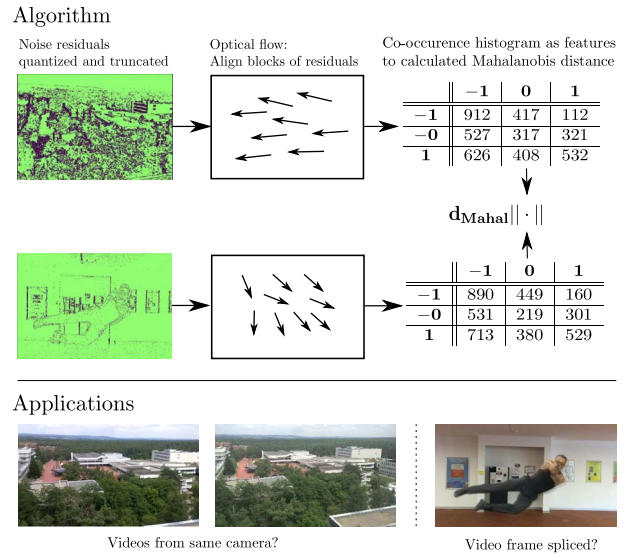 Algorithm
Noise residuals
quantized and truncated
Optical flow:
Align blocks of residuals
Co-occurence histogram as features
to calculated Mahalanobis distance
−1 0 1
−1 912 417 112
−0 527 317 321
1 626 408 532
d_Mahal|| · ||
−1 0 1
−1 890 449 160
−0 531 219 301
1 713 380 529
Applications
Videos from same camera?
Video frame spliced?